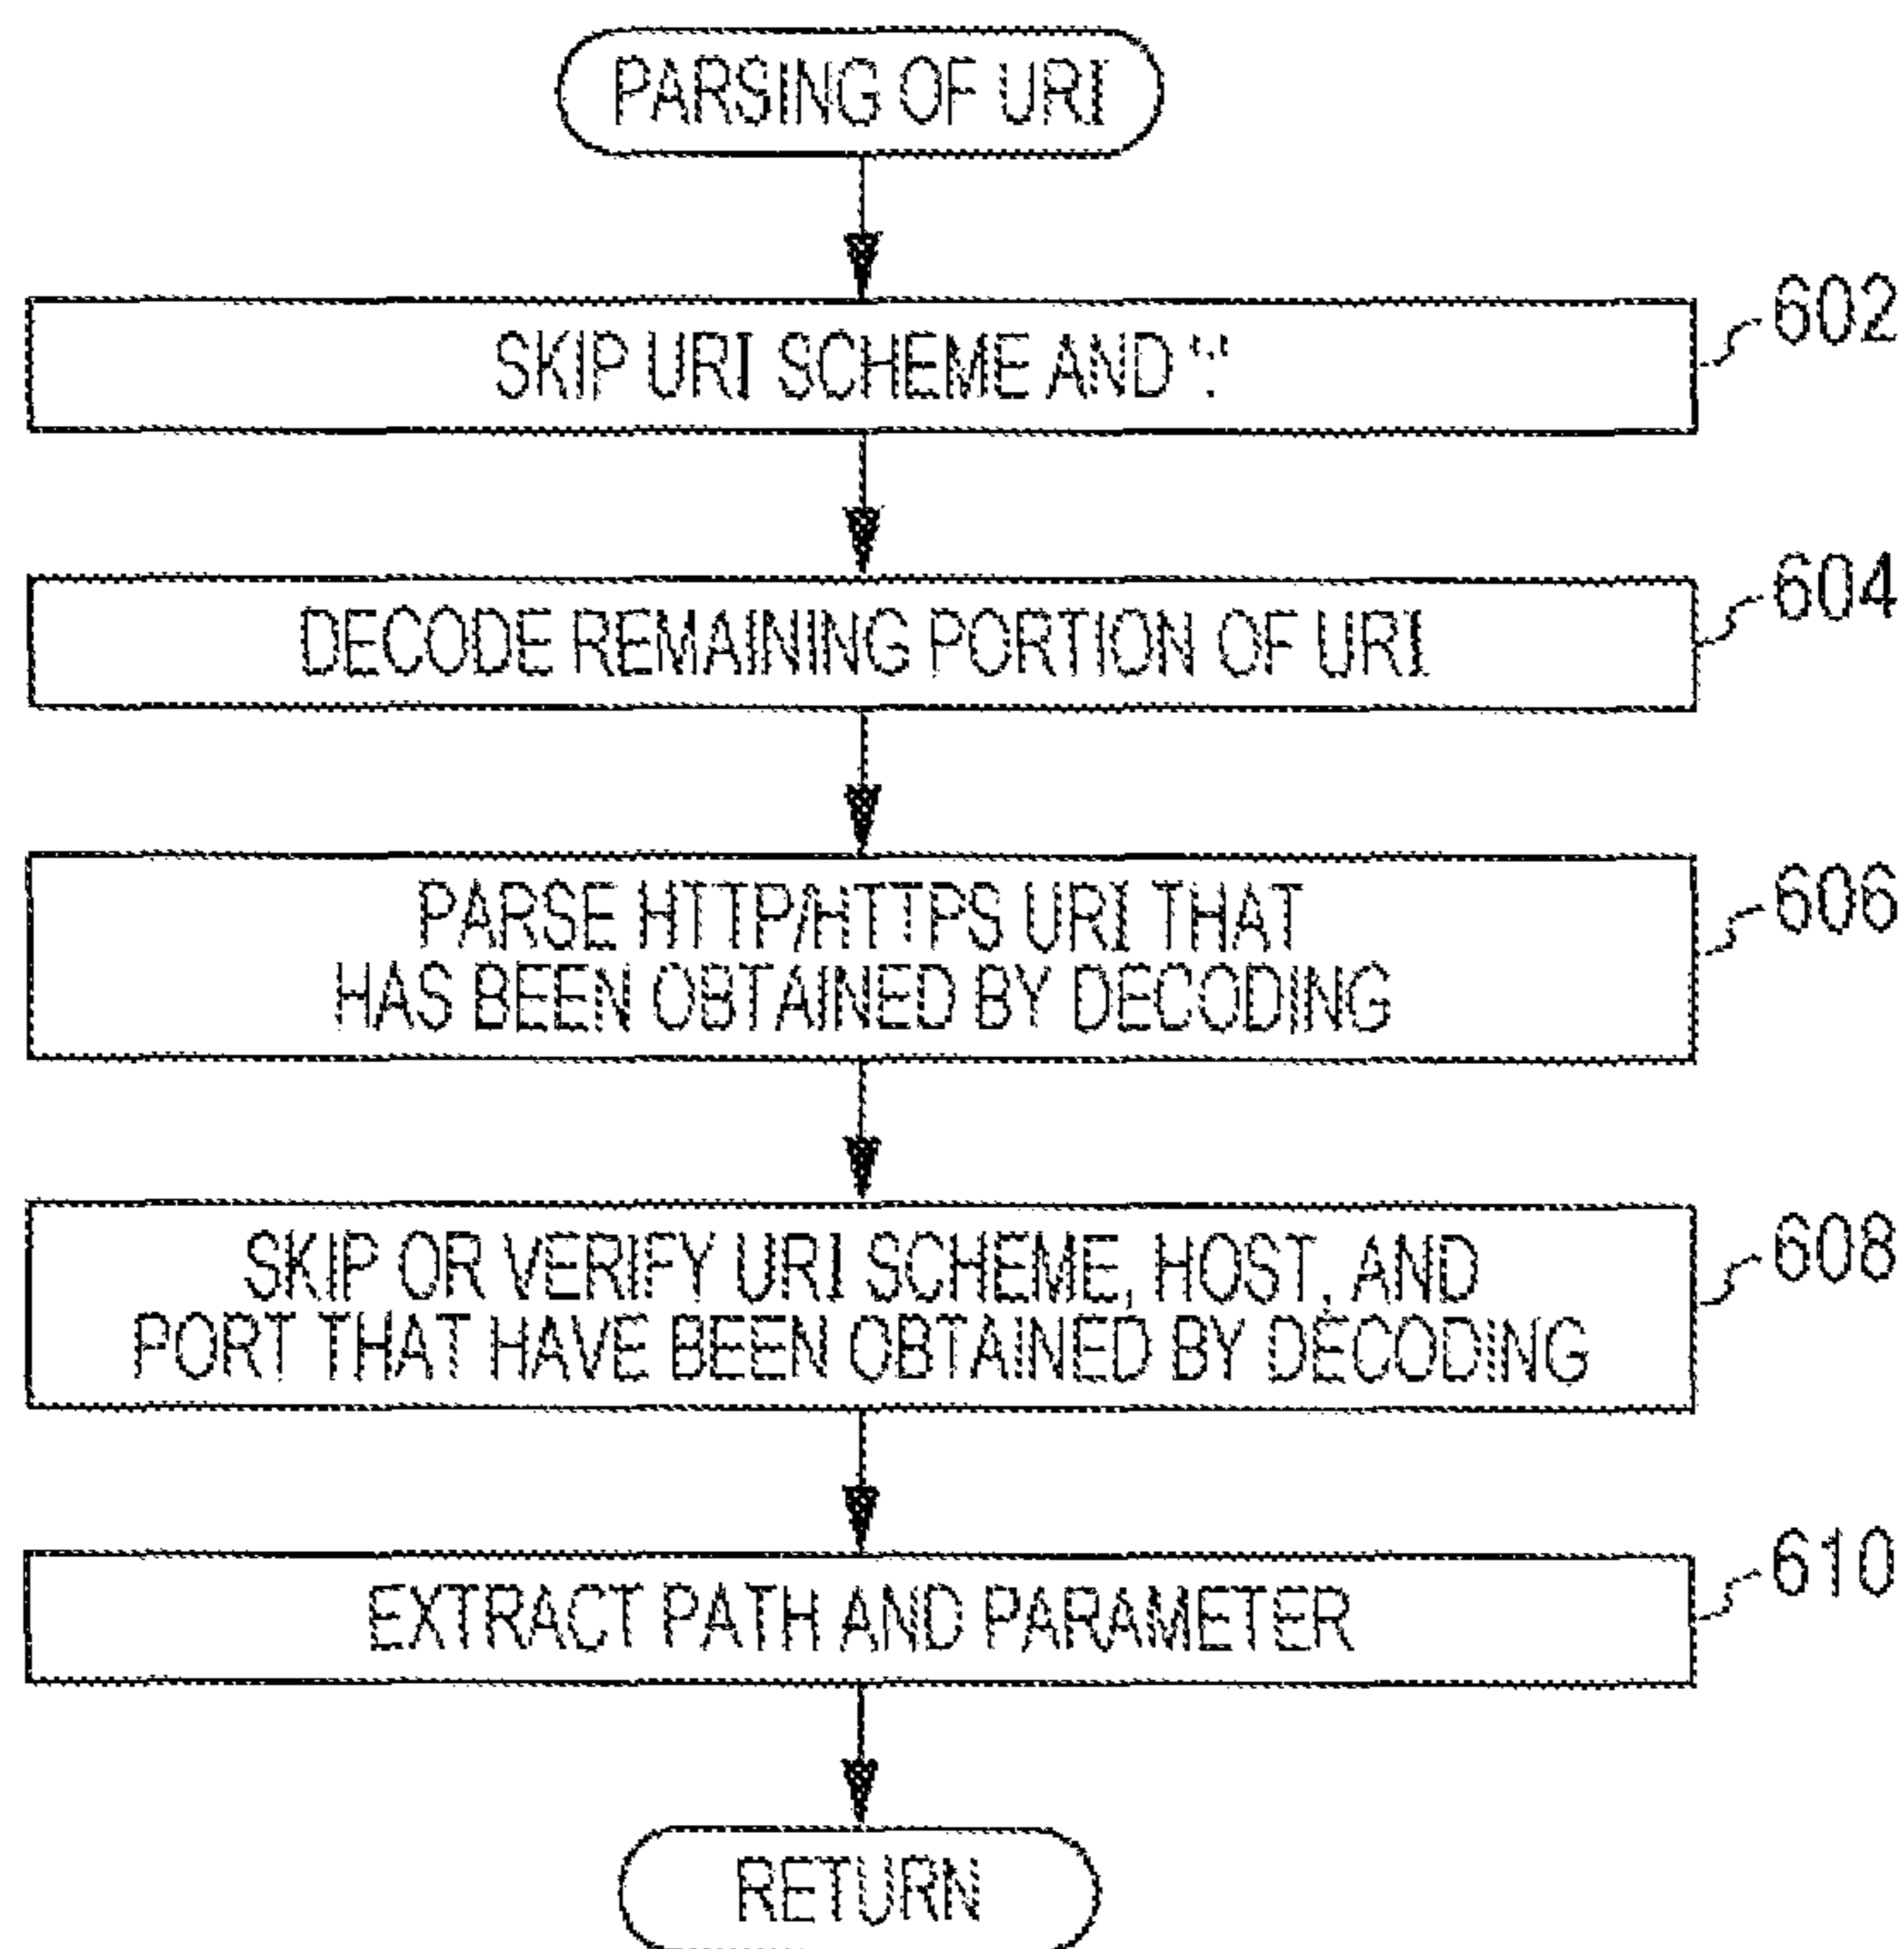 PARSING OF URI
SKIP URI SCHEME AND ":"
602
DECODE REMAINING PORTION OF URI
604
PARSE HTTP/HTTPS URI THAT
HAS BEEN OBTAINED BY DECODING
606
SKIP OR VERIFY URI SCHEME, HOST, AND
PORT THAT HAVE BEEN OBTAINED BY DECODING
608
EXTRACT PATH AND PARAMETER
610
RETURN